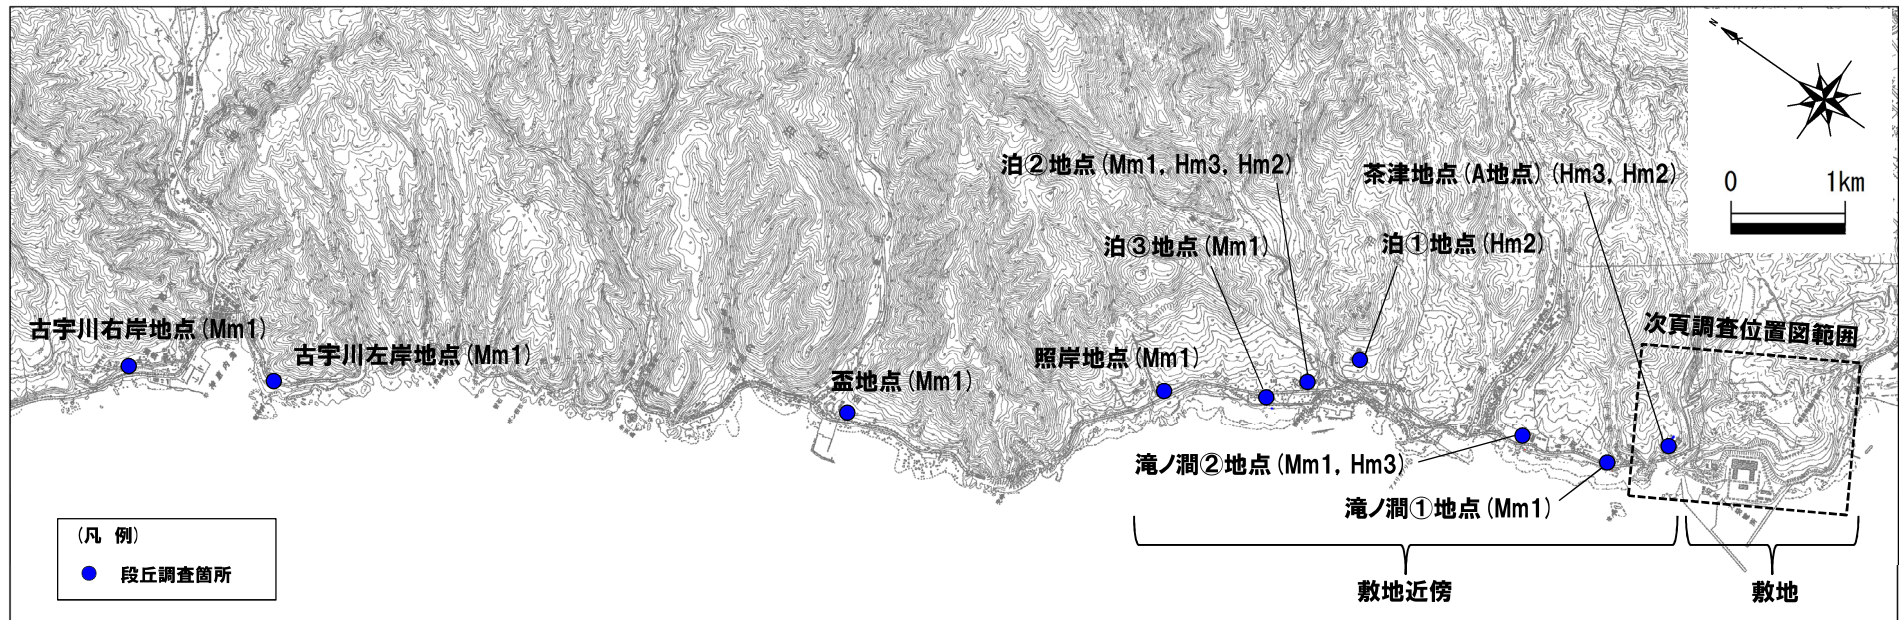 N
0 1km
泊②地点(Mm1, Hm3, Hm2)
茶津地点(A地点)(Hm3, Hm2)
泊③地点(Mm1)
泊①地点(Hm2)
次頁調査位置図範囲
古宇川右岸地点(Mm1)
古宇川左岸地点(Mm1)
盃地点(Mm1)
照岸地点(Mm1)
滝ノ澗②地点(Mm1, Hm3)
滝ノ澗①地点(Mm1)
(凡 例)
段丘調査箇所
敷地近傍
敷地